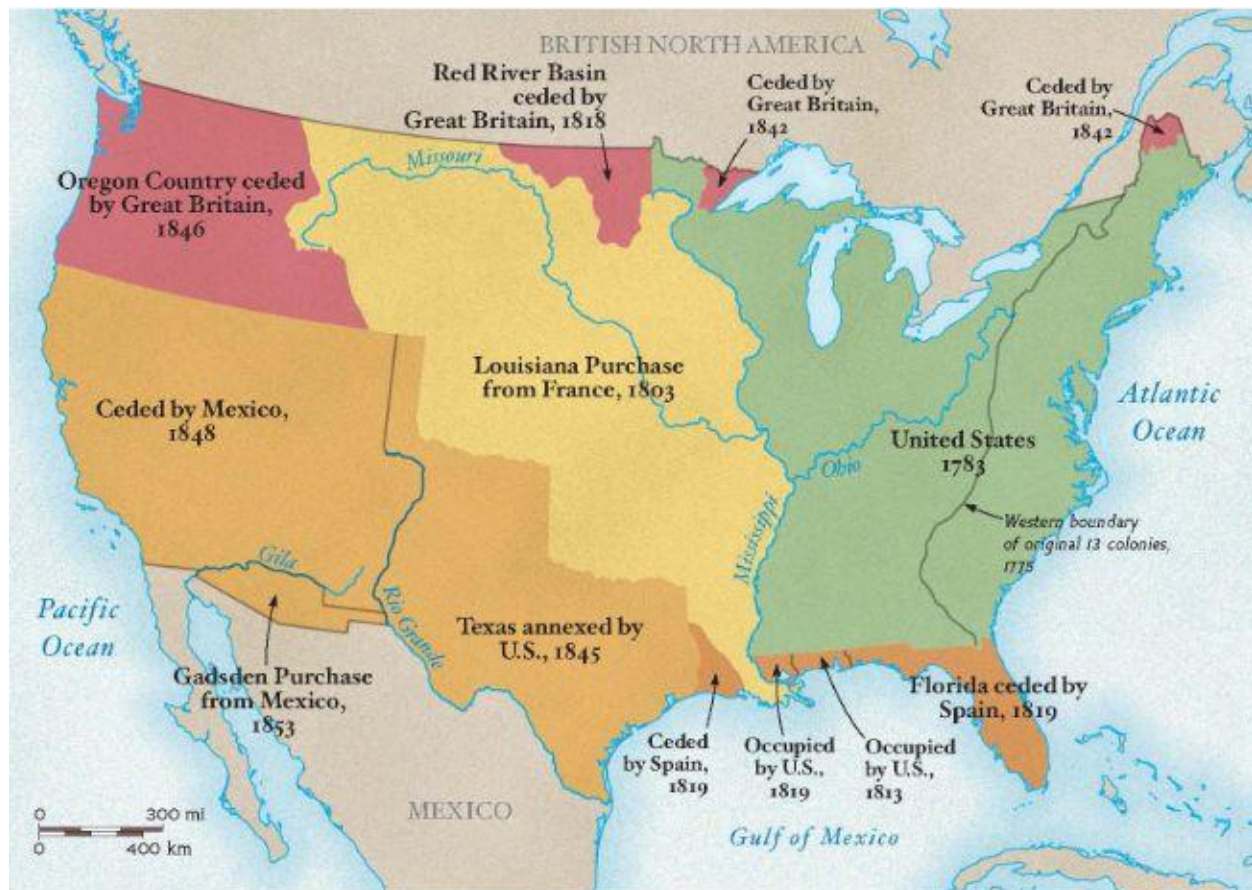 BRITISH NORTH AMERICA
Red River Basin
ceded by
Great Britain, 1818
Ceded by
Great Britain,
1842
Ceded by
Great Britain,
1842
Missouri
Oregon Country ceded
by Great Britain,
1846
Louisiana Purchase
from France, 1803
Ceded by Mexico,
1848
Atlantic
Ocean
United States
1783
Ohio
Mississippi
Western boundary
of original 13 colonies,
1775
Gila
Rio Grande
Pacific
Ocean
Texas annexed by
U.S., 1845
Gadsden Purchase
from Mexico,
1853
Florida ceded by
Spain, 1819
Ceded
by Spain,
1819
Occupied
by U.S.,
1819
Occupied
by U.S.,
1813
MEXICO
Gulf of Mexico
0 300 mi
0 400 km